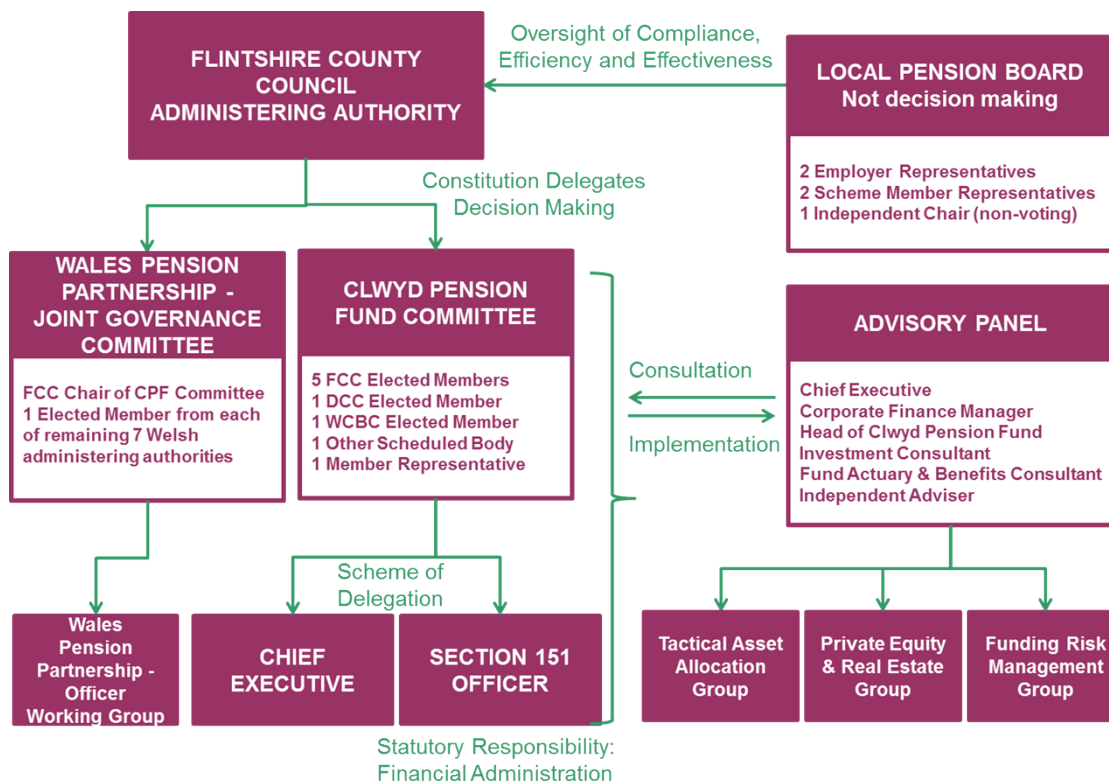 FLINTSHIRE COUNTY
COUNCIL
ADMINISTERING AUTHORITY
Oversight of Compliance,
Efficiency and Effectiveness
LOCAL PENSION BOARD
Not decision making
2 Employer Representatives
2 Scheme Member Representatives
1 Independent Chair (non-voting)
Constitution Delegates
Decision Making
WALES PENSION
PARTNERSHIP -
JOINT GOVERNANCE
COMMITTEE
FCC Chair of CPF Committee
1 Elected Member from each
of remaining 7 Welsh
administering authorities
CLWYD PENSION
FUND COMMITTEE
5 FCC Elected Members
1 DCC Elected Member
1 WCBC Elected Member
1 Other Scheduled Body
1 Member Representative
Consultation
Implementation
ADVISORY PANEL
Chief Executive
Corporate Finance Manager
Head of Clwyd Pension Fund
Investment Consultant
Fund Actuary & Benefits Consultant
Independent Adviser
Scheme of
Delegation
Wales
Pension
Partnership -
Officer
Working Group
CHIEF
EXECUTIVE
SECTION 151
OFFICER
Tactical Asset
Allocation
Group
Private Equity
& Real Estate
Group
Funding Risk
Management
Group
Statutory Responsibility:
Financial Administration